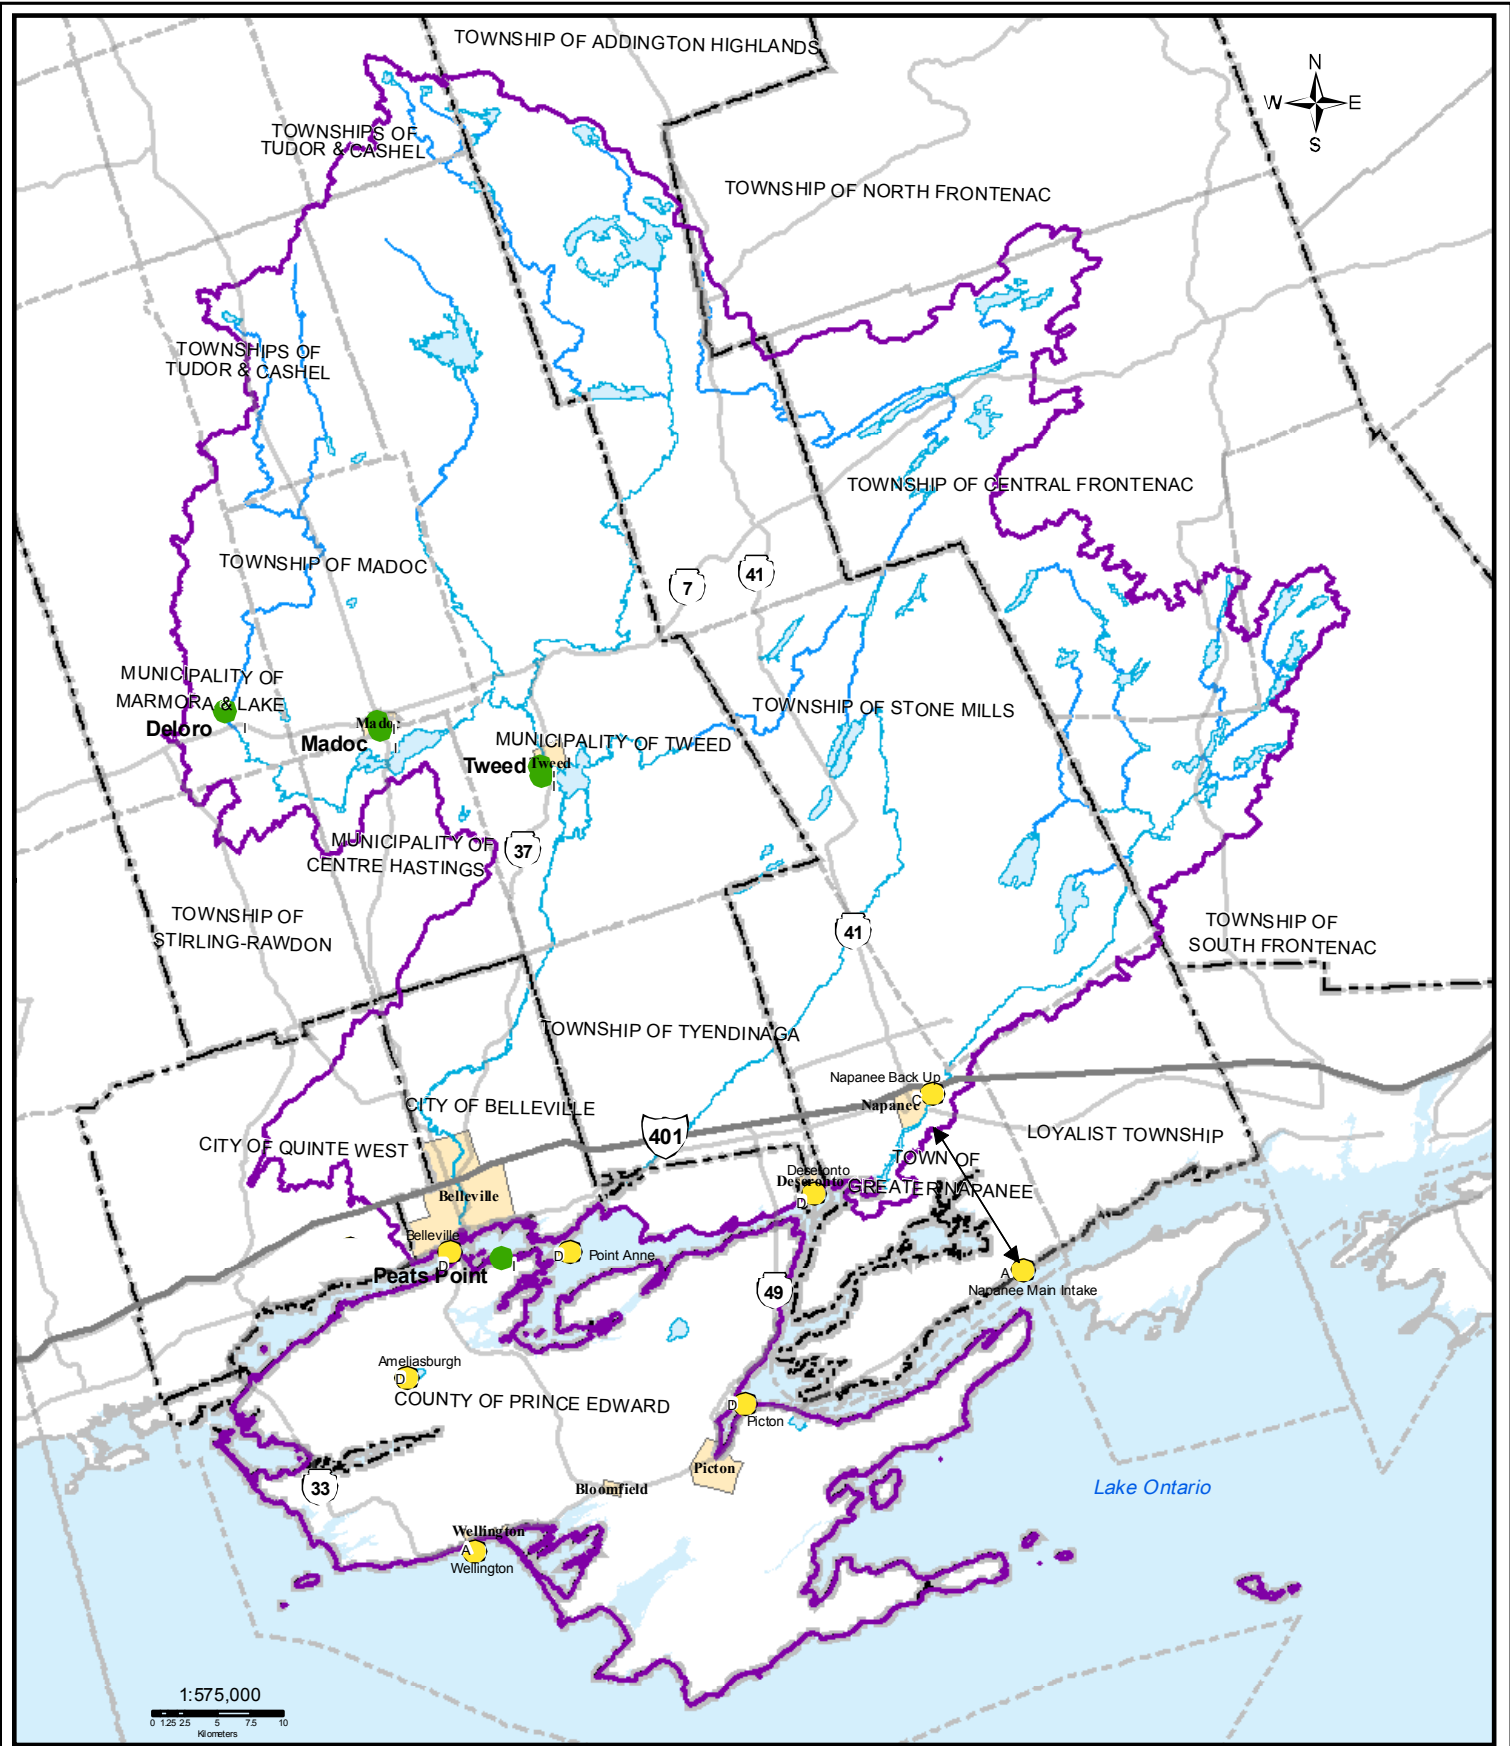 TOWNSHIP OF ADDINGTON HIGHLANDS
N
W E
S
TOWNSHIPS OF
TUDOR & CASHEL
TOWNSHIP OF NORTH FRONTENAC
TOWNSHIPS OF
TUDOR & CASHEL
TOWNSHIP OF CENTRAL FRONTENAC
TOWNSHIP OF MADOC
7
41
MUNICIPALITY OF
MARMORA & LAKE
Deloro
I
Madoc
I
Madoc
I
TOWNSHIP OF STONE MILLS
MUNICIPALITY OF TWEED
Tweed
Tweed
I
MUNICIPALITY OF
CENTRE HASTINGS
37
TOWNSHIP OF
STIRLING-RAWDON
41
TOWNSHIP OF
SOUTH FRONTENAC
TOWNSHIP OF TYENDINAGA
Napanee Back Up
C
Napanee
CITY OF BELLEVILLE
401
CITY OF QUINTE WEST
LOYALIST TOWNSHIP
TOWN OF
GREATER NAPANEE
Deseronto
Deseronto
D
Belleville
Belleville
D
Peats Point
I
D
Point Anne
A
Napanee Main Intake
49
Ameliasburgh
D
COUNTY OF PRINCE EDWARD
D
Picton
Picton
33
Bloomfield
Lake Ontario
Wellington
A
Wellington
1:575,000
0 1.25 2.5 5 7.5 10
Kilometers